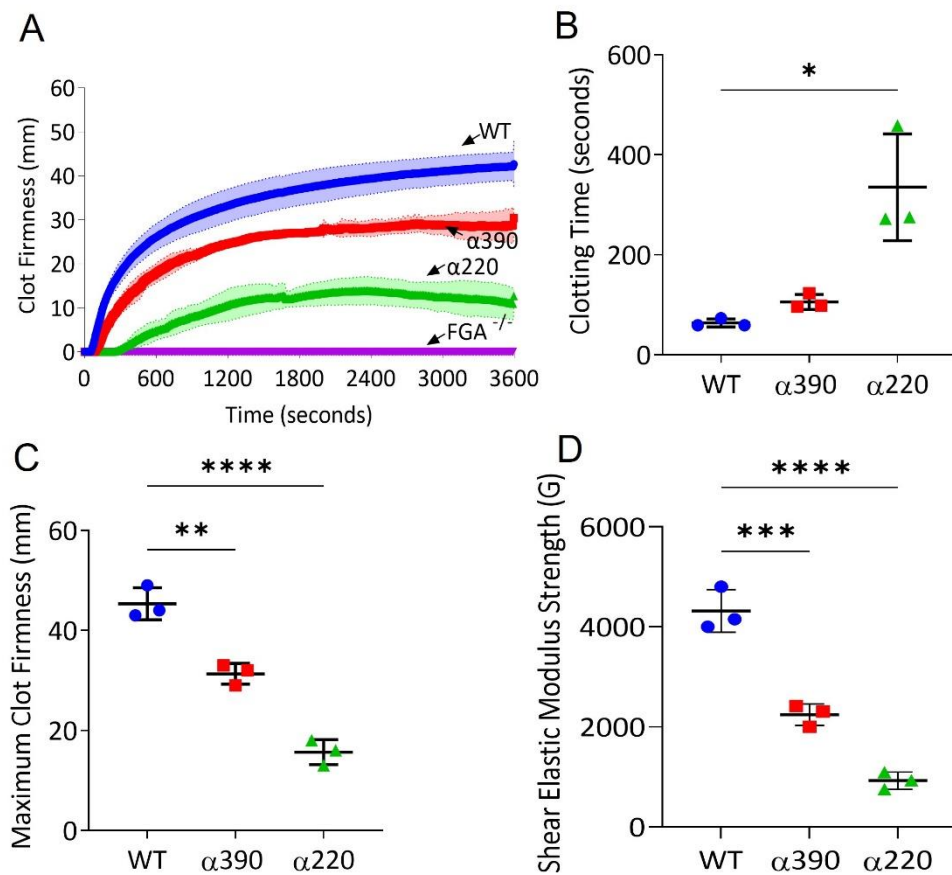 A
Clot Firmness (mm)
60
50
40
30
20
10
0
WT
α390
α220
FGA -/-
0 600 1200 1800 2400 3000 3600
Time (seconds)
B
Clotting Time (seconds)
600
400
200
0
*
WT α390 α220
C
Maximum Clot Firmness (mm)
60
40
20
0
****
**
WT α390 α220
D
Shear Elastic Modulus Strength (G)
6000
4000
2000
0
****
***
WT α390 α220